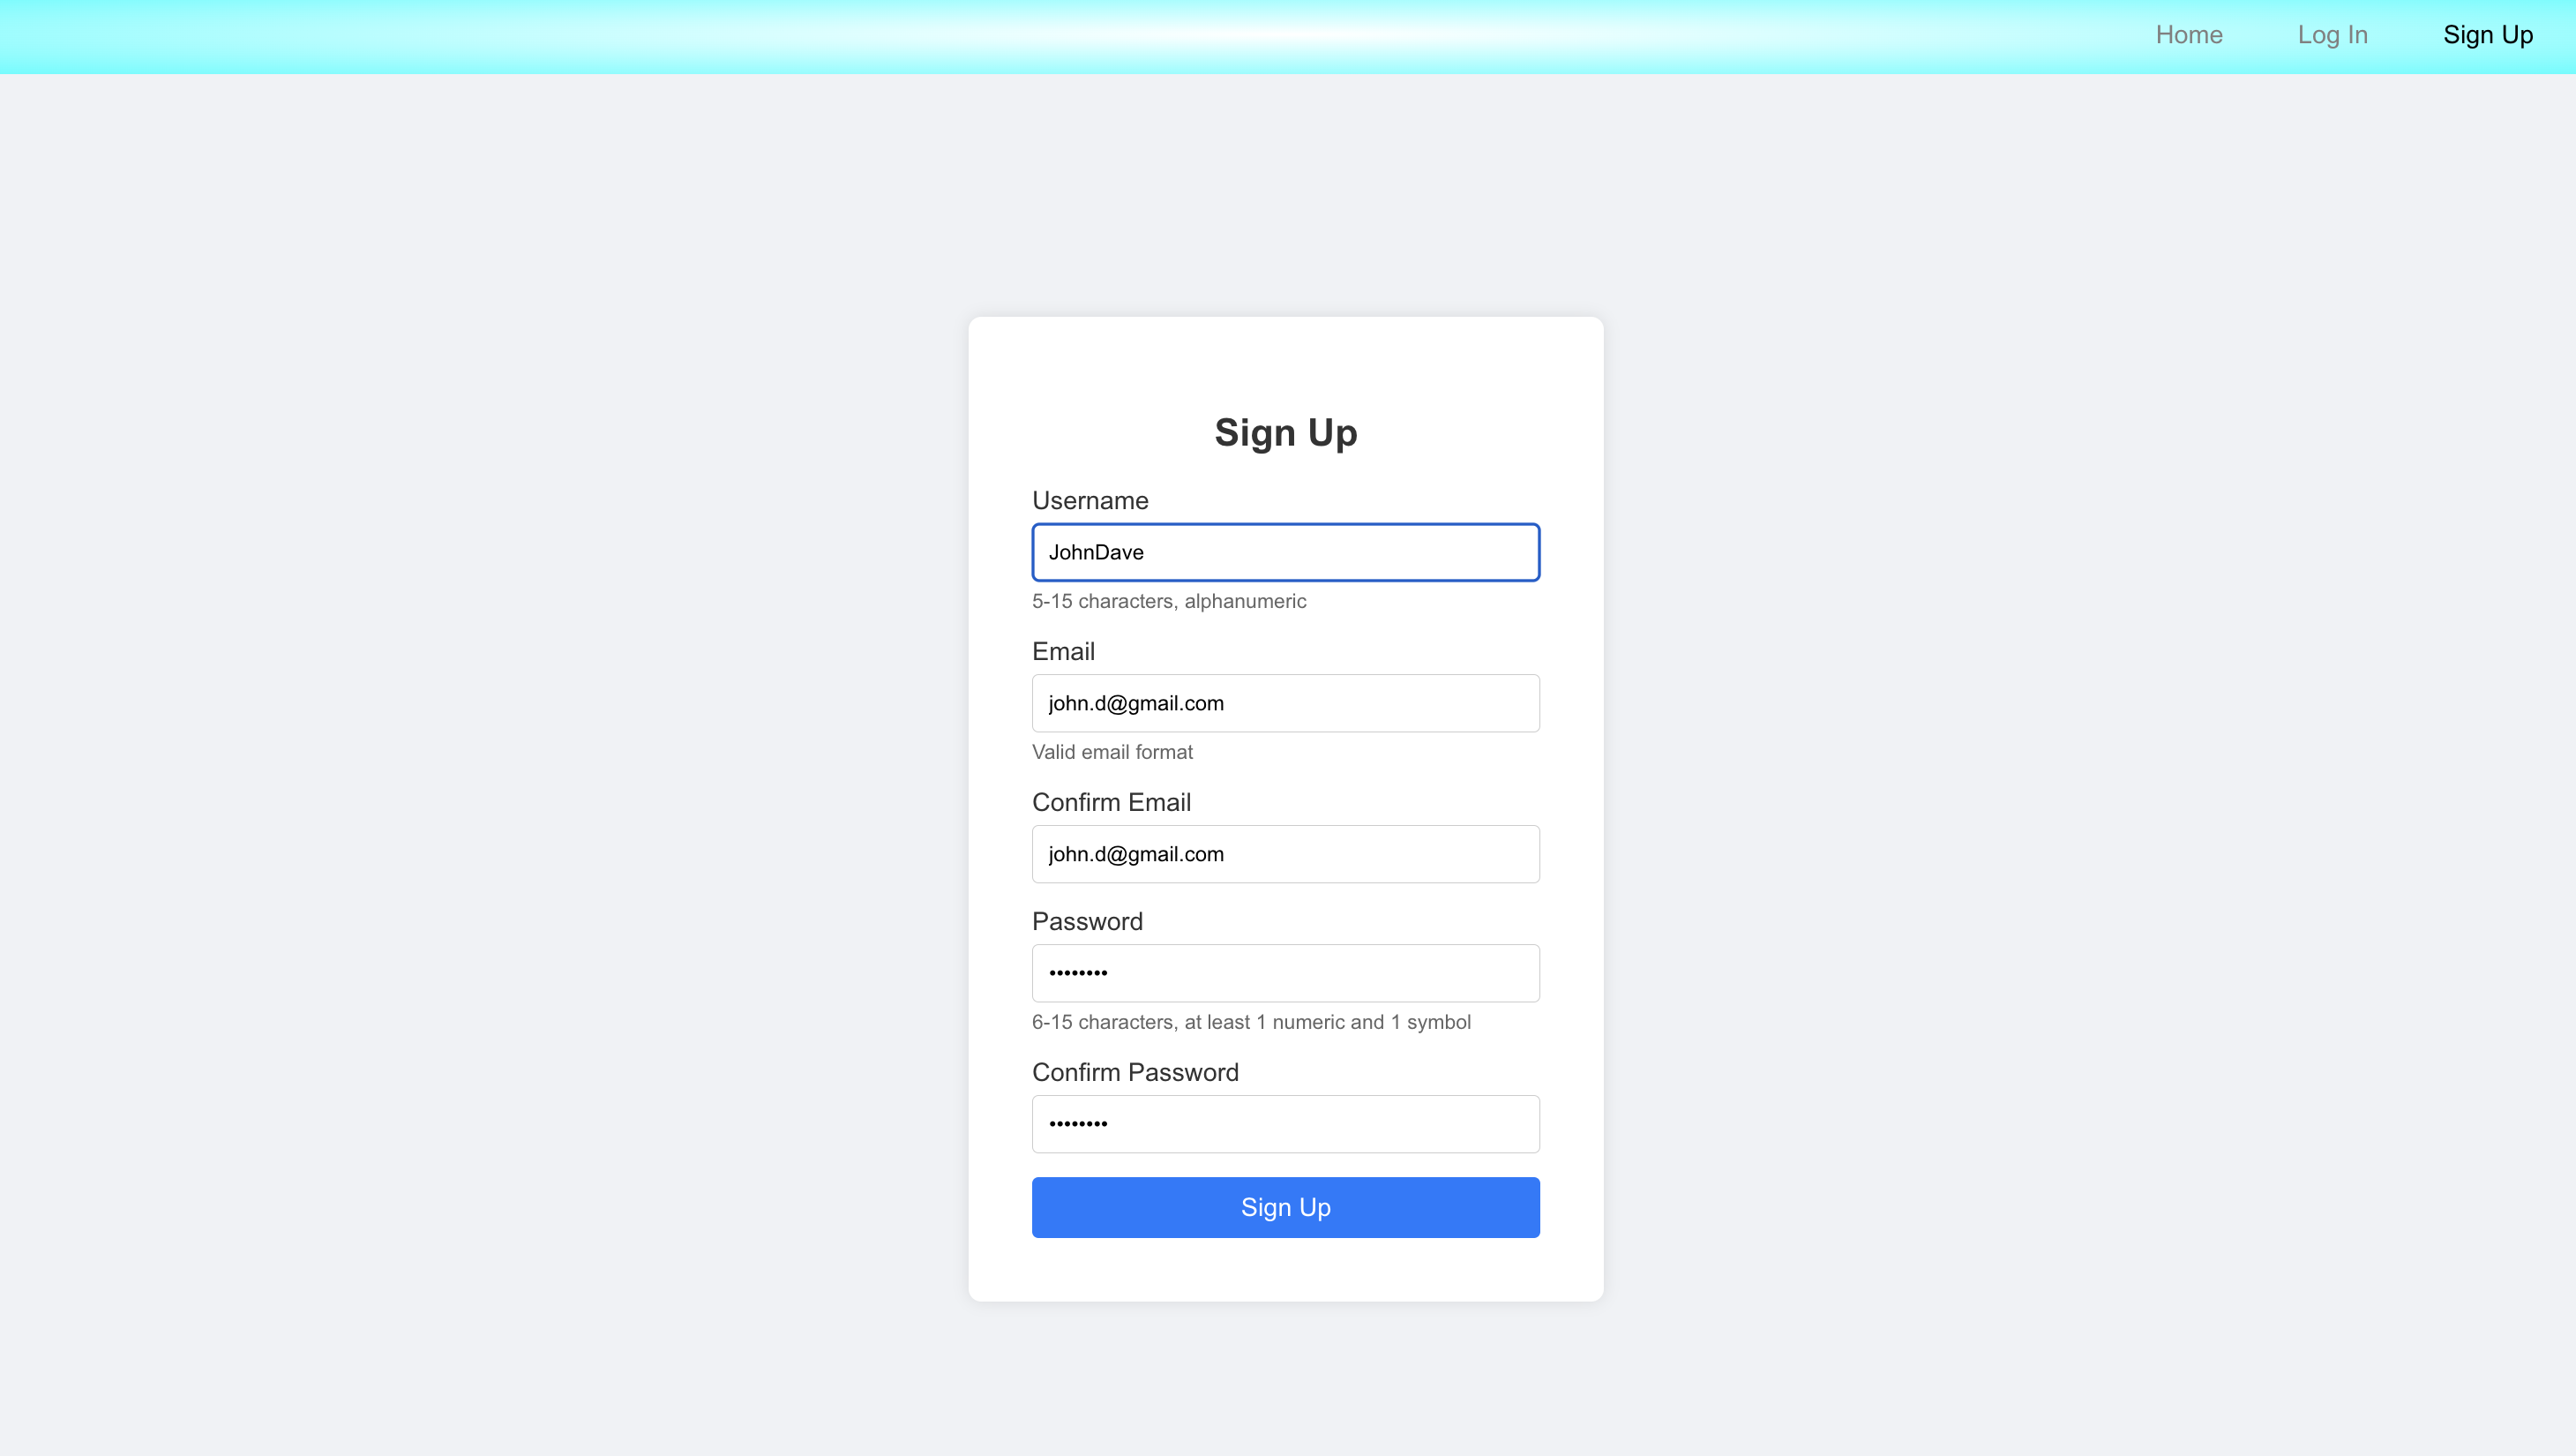 Home Log In Sign Up
Sign Up
Username
JohnDave
5-15 characters, alphanumeric
Email
john.d@gmail.com
Valid email format
Confirm Email
john.d@gmail.com
Password
••••••••
6-15 characters, at least 1 numeric and 1 symbol
Confirm Password
••••••••
Sign Up